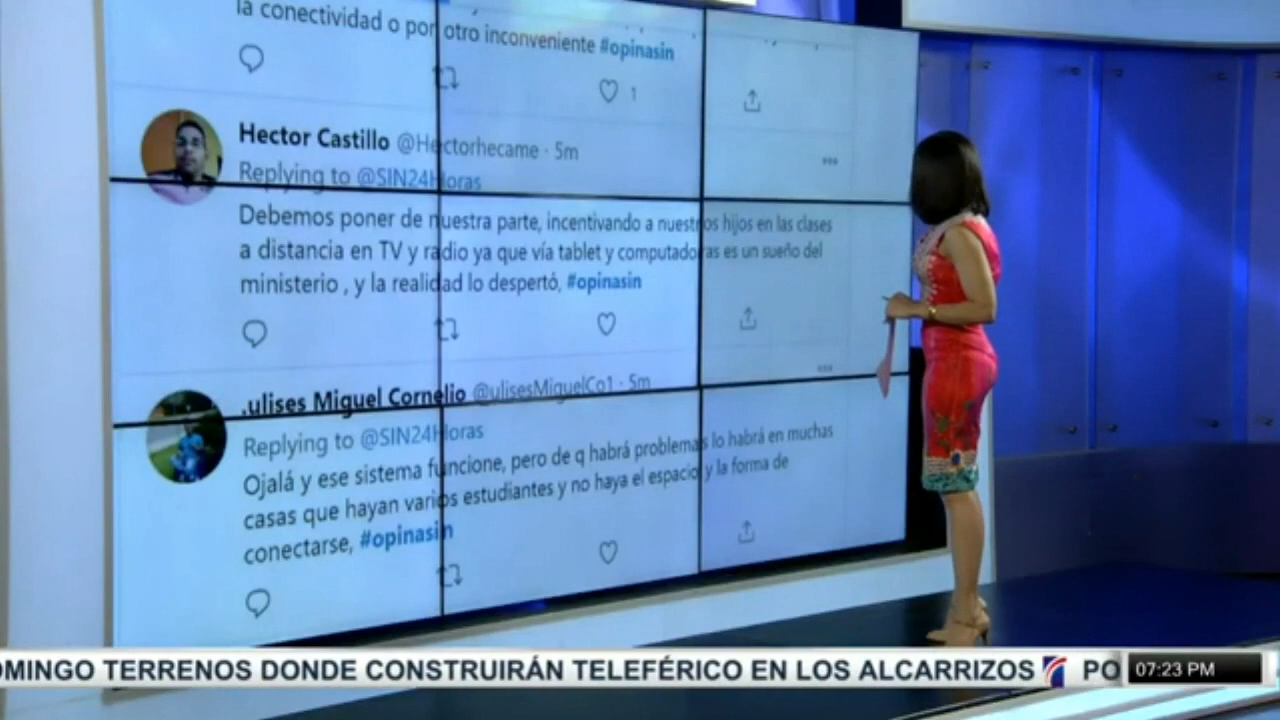 la conectividad o por otro inconveniente #opinasin
1
Hector Castillo @Hectorhecame · 5m
Replying to @SIN24Horas
Debemos poner de nuestra parte, incentivando a nuestros hijos en las clases
a distancia en TV y radio ya que vía tablet y computadoras es un sueño del
ministerio , y la realidad lo despertó, #opinasin
.ulises Miguel Cornelio @ulisesMiguelCo1 · 5m
Replying to @SIN24Horas
Ojalá y ese sistema funcione, pero de q habrá problemas lo habrá en muchas
casas que hayan varios estudiantes y no haya el espacio y la forma de
conectarse, #opinasin
OMINGO TERRENOS DONDE CONSTRUIRÁN TELEFÉRICO EN LOS ALCARRIZOS PO
07:23 PM